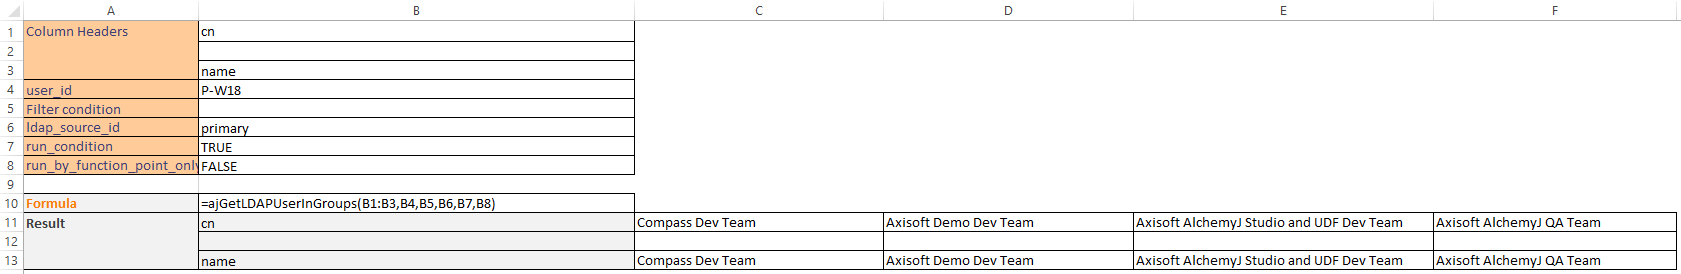 A B C D E F
1 Column Headers cn
2
3 name
4 user_id P-W18
5 Filter condition
6 ldap_source_id primary
7 run_condition TRUE
8 run_by_function_point_only FALSE
9
10 Formula =ajGetLDAPUserInGroups(B1:B3,B4,B5,B6,B7,B8)
11 Result cn Compass Dev Team Axisoft Demo Dev Team Axisoft AlchemyJ Studio and UDF Dev Team Axisoft AlchemyJ QA Team
12
13 name Compass Dev Team Axisoft Demo Dev Team Axisoft AlchemyJ Studio and UDF Dev Team Axisoft AlchemyJ QA Team